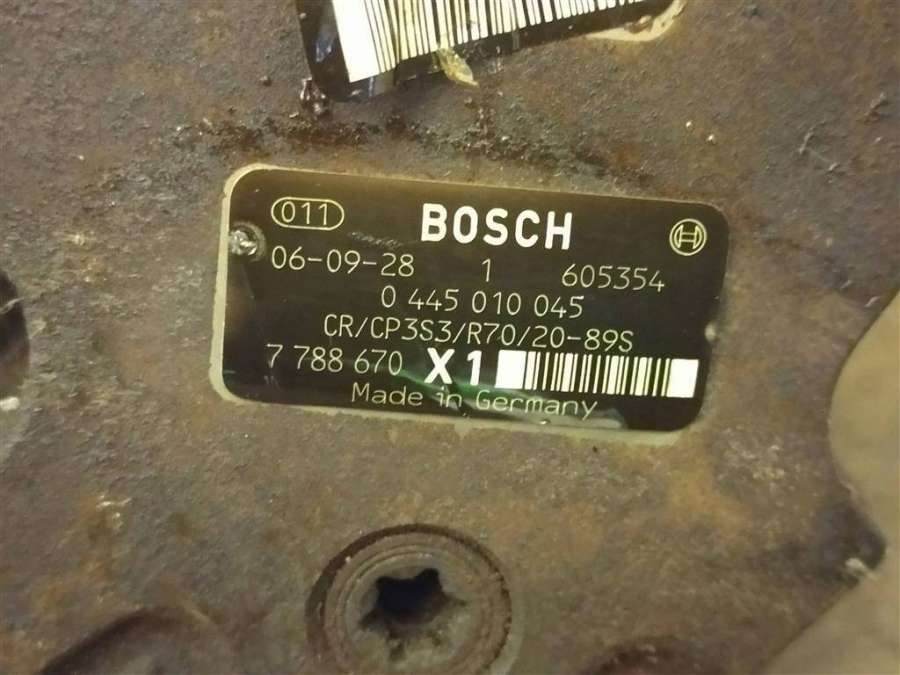 011 BOSCH
06-09-28 1 605354
0 445 010 045
CR/CP3S3/R70/20-89S
7 788 670 X1
Made in Germany